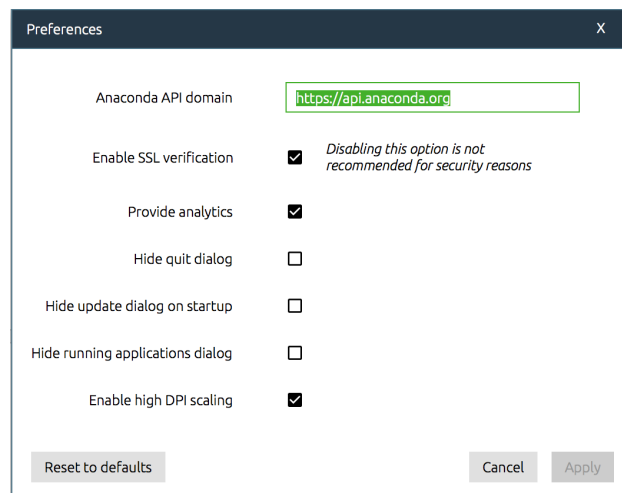 Preferences X
Anaconda API domain https://api.anaconda.org
Enable SSL verification Disabling this option is not
recommended for security reasons
Provide analytics
Hide quit dialog
Hide update dialog on startup
Hide running applications dialog
Enable high DPI scaling
Reset to defaults Cancel Apply